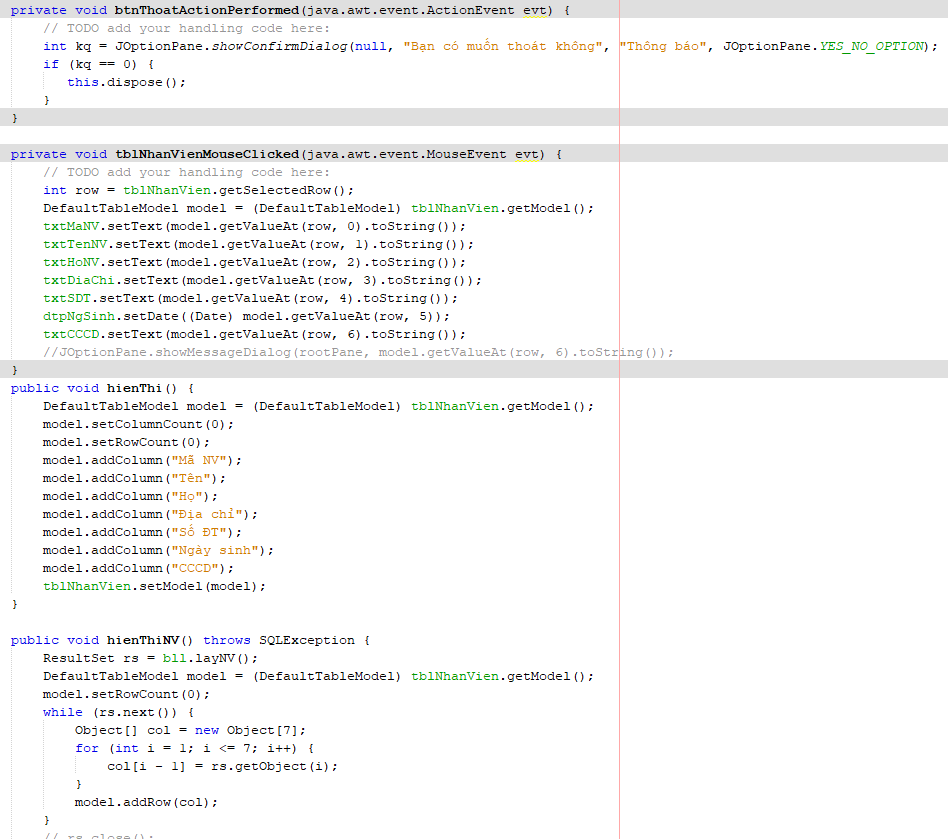 private void btnThoatActionPerformed(java.awt.event.ActionEvent evt) {
    // TODO add your handling code here:
    int kq = JOptionPane.showConfirmDialog(null, "Bạn có muốn thoát không", "Thông báo", JOptionPane.YES_NO_OPTION);
    if (kq == 0) {
       this.dispose();
    }
}
private void tblNhanVienMouseClicked(java.awt.event.MouseEvent evt) {
    // TODO add your handling code here:
    int row = tblNhanVien.getSelectedRow();
    DefaultTableModel model = (DefaultTableModel) tblNhanVien.getModel();
    txtMaNV.setText(model.getValueAt(row, 0).toString());
    txtTenNV.setText(model.getValueAt(row, 1).toString());
    txtHoNV.setText(model.getValueAt(row, 2).toString());
    txtDiaChi.setText(model.getValueAt(row, 3).toString());
    txtSDT.setText(model.getValueAt(row, 4).toString());
    dtpNgSinh.setDate((Date) model.getValueAt(row, 5));
    txtCCCD.setText(model.getValueAt(row, 6).toString());
    //JOptionPane.showMessageDialog(rootPane, model.getValueAt(row, 6).toString());
}
public void hienThi() {
    DefaultTableModel model = (DefaultTableModel) tblNhanVien.getModel();
    model.setColumnCount(0);
    model.setRowCount(0);
    model.addColumn("Mã NV");
    model.addColumn("Tên");
    model.addColumn("Họ");
    model.addColumn("Địa chỉ");
    model.addColumn("Số ĐT");
    model.addColumn("Ngày sinh");
    model.addColumn("CCCD");
    tblNhanVien.setModel(model);
}
public void hienThiNV() throws SQLException {
    ResultSet rs = bll.layNV();
    DefaultTableModel model = (DefaultTableModel) tblNhanVien.getModel();
    model.setRowCount(0);
    while (rs.next()) {
        Object[] col = new Object[7];
        for (int i = 1; i <= 7; i++) {
            col[i - 1] = rs.getObject(i);
        }
        model.addRow(col);
    }
    // rs.close();